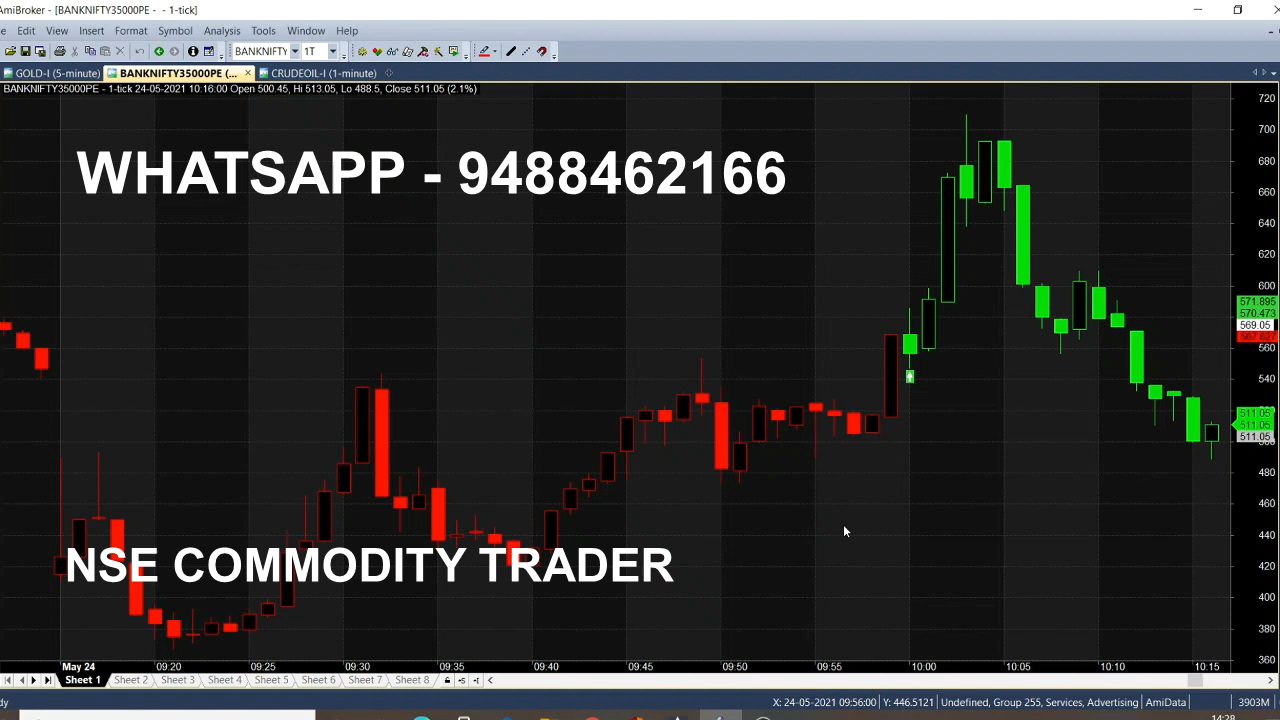 AmiBroker - [BANKNIFTY35000PE - - 1-tick]
Edit View Insert Format Symbol Analysis Tools Window Help
BANKNIFTY 1T
GOLD-I (5-minute) BANKNIFTY35000PE (... CRUDEOIL-I (1-minute)
BANKNIFTY35000PE - 1-tick 24-05-2021 10:16:00 Open 500.45, Hi 513.05, Lo 488.5, Close 511.05 (2.1%)
WHATSAPP - 9488462166
NSE COMMODITY TRADER
720
700
680
660
640
620
600
571.895
570.473
569.05
560
540
511.05
511.05
511.05
480
460
440
420
400
380
360
May 24 09:20 09:25 09:30 09:35 09:40 09:45 09:50 09:55 10:00 10:05 10:10 10:15
Sheet 1 Sheet 2 Sheet 3 Sheet 4 Sheet 5 Sheet 6 Sheet 7 Sheet 8
X: 24-05-2021 09:56:00 Y: 446.5121 Undefined, Group 255, Services, Advertising AmiData 3903M